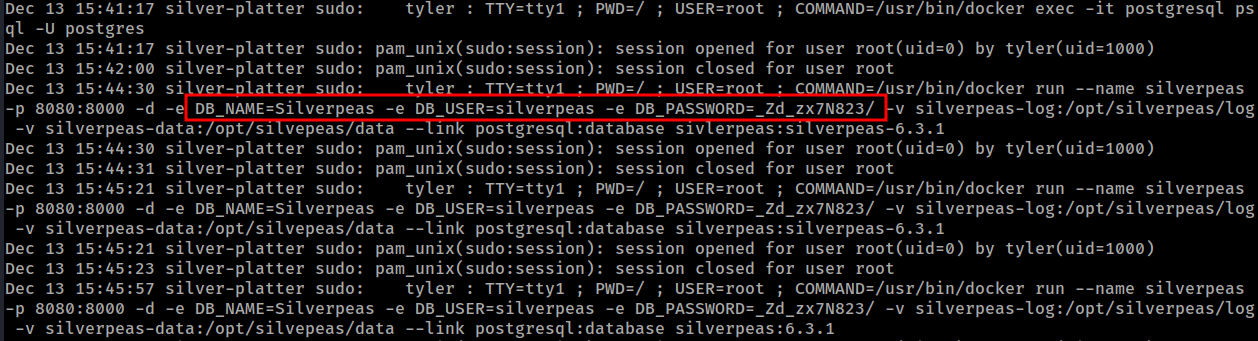 Dec 13 15:41:17 silver-platter sudo:    tyler : TTY=tty1 ; PWD=/ ; USER=root ; COMMAND=/usr/bin/docker exec -it postgresql ps
ql -U postgres
Dec 13 15:41:17 silver-platter sudo: pam_unix(sudo:session): session opened for user root(uid=0) by tyler(uid=1000)
Dec 13 15:42:00 silver-platter sudo: pam_unix(sudo:session): session closed for user root
Dec 13 15:44:30 silver-platter sudo:    tyler : TTY=tty1 ; PWD=/ ; USER=root ; COMMAND=/usr/bin/docker run --name silverpeas
-p 8080:8000 -d -e DB_NAME=Silverpeas -e DB_USER=silverpeas -e DB_PASSWORD=_Zd_zx7N823/ -v silverpeas-log:/opt/silverpeas/log
 -v silverpeas-data:/opt/silvepeas/data --link postgresql:database sivlerpeas:silverpeas-6.3.1
Dec 13 15:44:30 silver-platter sudo: pam_unix(sudo:session): session opened for user root(uid=0) by tyler(uid=1000)
Dec 13 15:44:31 silver-platter sudo: pam_unix(sudo:session): session closed for user root
Dec 13 15:45:21 silver-platter sudo:    tyler : TTY=tty1 ; PWD=/ ; USER=root ; COMMAND=/usr/bin/docker run --name silverpeas
-p 8080:8000 -d -e DB_NAME=Silverpeas -e DB_USER=silverpeas -e DB_PASSWORD=_Zd_zx7N823/ -v silverpeas-log:/opt/silverpeas/log
 -v silverpeas-data:/opt/silvepeas/data --link postgresql:database silverpeas:silverpeas-6.3.1
Dec 13 15:45:21 silver-platter sudo: pam_unix(sudo:session): session opened for user root(uid=0) by tyler(uid=1000)
Dec 13 15:45:23 silver-platter sudo: pam_unix(sudo:session): session closed for user root
Dec 13 15:45:57 silver-platter sudo:    tyler : TTY=tty1 ; PWD=/ ; USER=root ; COMMAND=/usr/bin/docker run --name silverpeas
-p 8080:8000 -d -e DB_NAME=Silverpeas -e DB_USER=silverpeas -e DB_PASSWORD=_Zd_zx7N823/ -v silverpeas-log:/opt/silverpeas/log
 -v silverpeas-data:/opt/silvepeas/data --link postgresql:database silverpeas:6.3.1